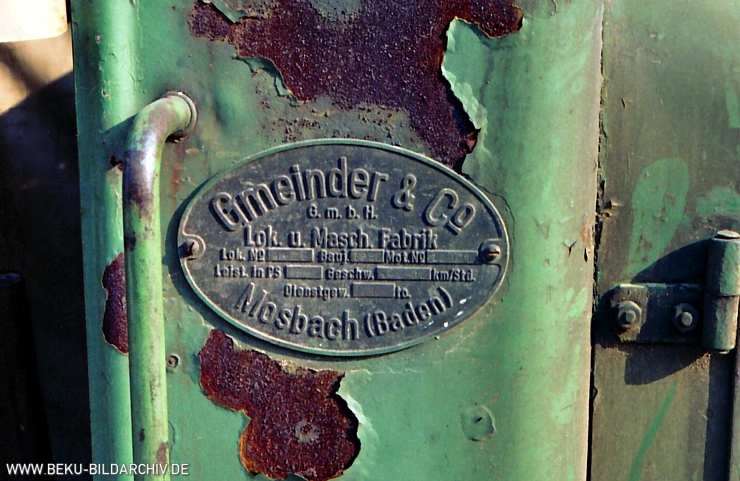 Gmeinder & Co
G.m.b.H.
Lok. u. Masch. Fabrik
Lok. No Bauj. Mot. No
Leist. in PS Geschw. km/Std.
Dienstgew. to.
Mosbach (Baden)
WWW.BEKU-BILDARCHIV.DE